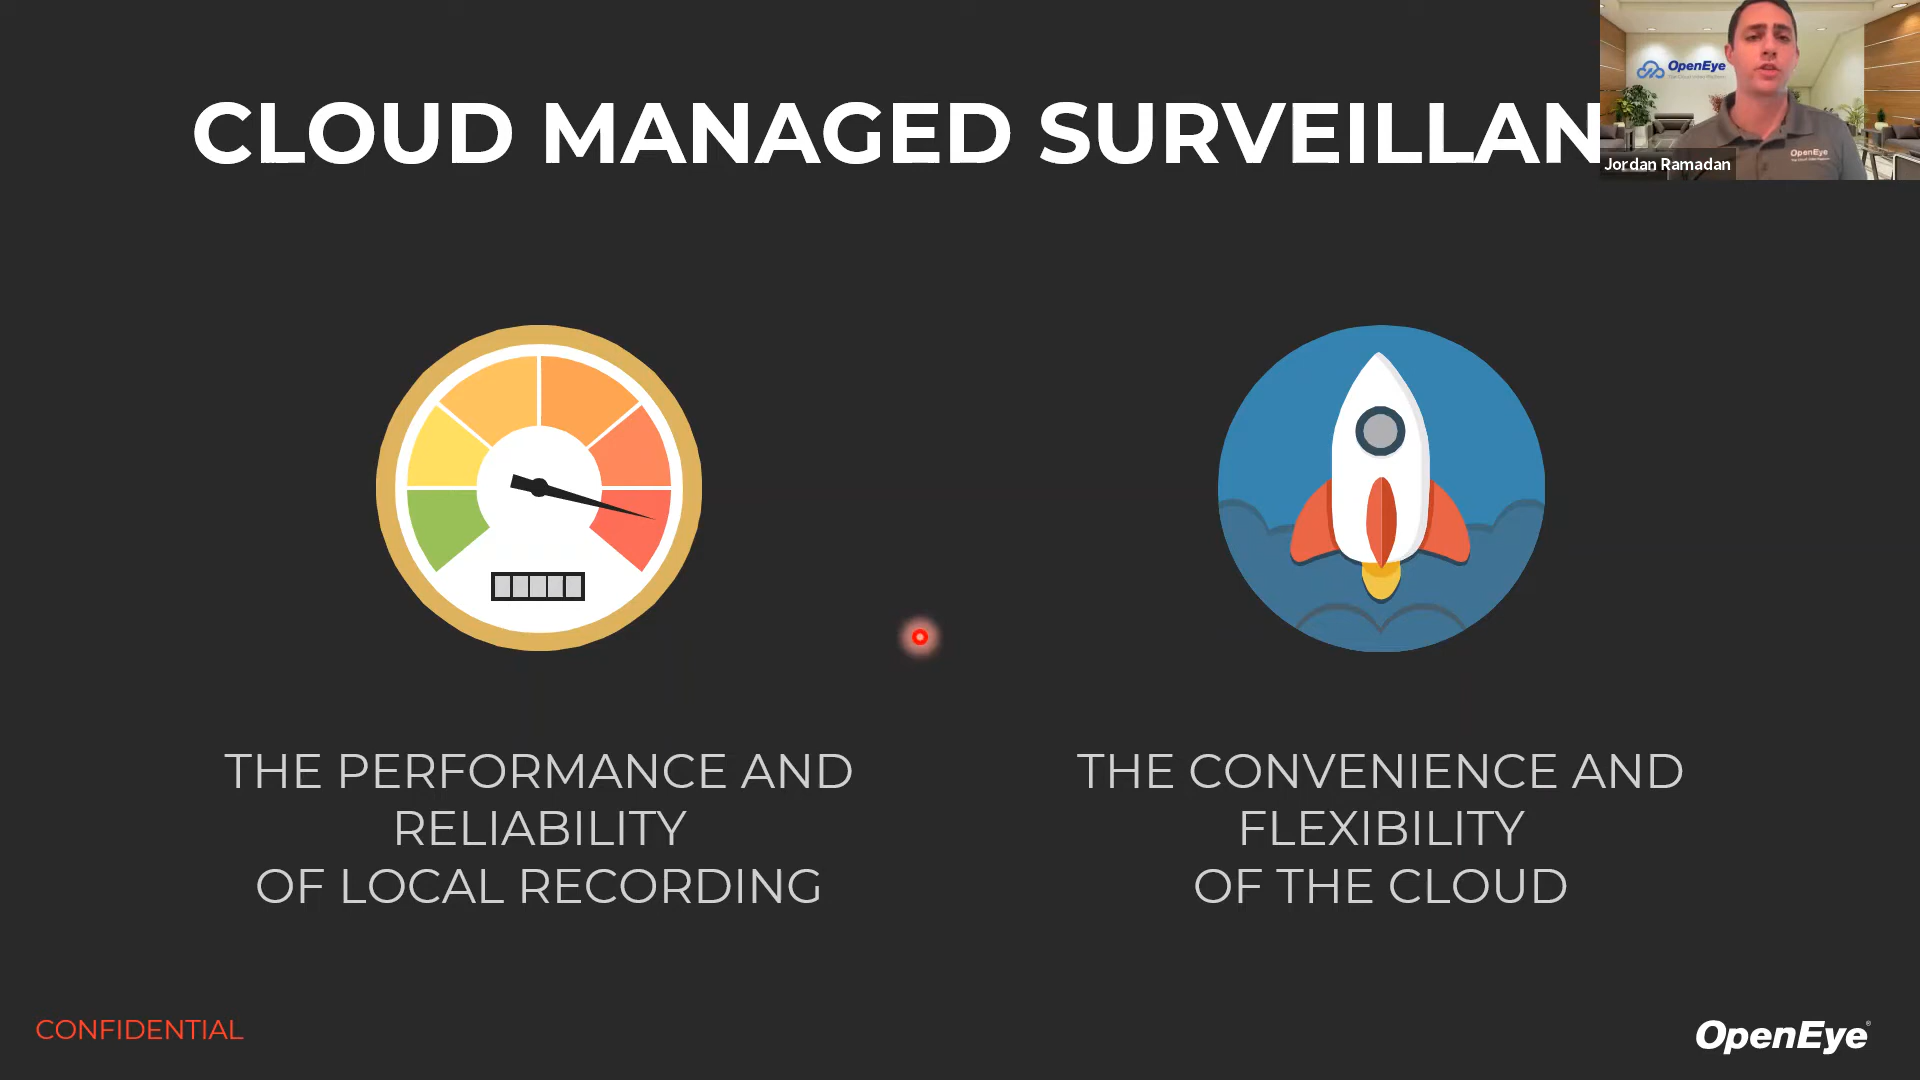 CLOUD MANAGED SURVEILLAN
OpenEye
Jordan Ramadan
OpenEye
THE PERFORMANCE AND
RELIABILITY
OF LOCAL RECORDING
THE CONVENIENCE AND
FLEXIBILITY
OF THE CLOUD
CONFIDENTIAL
OpenEye®